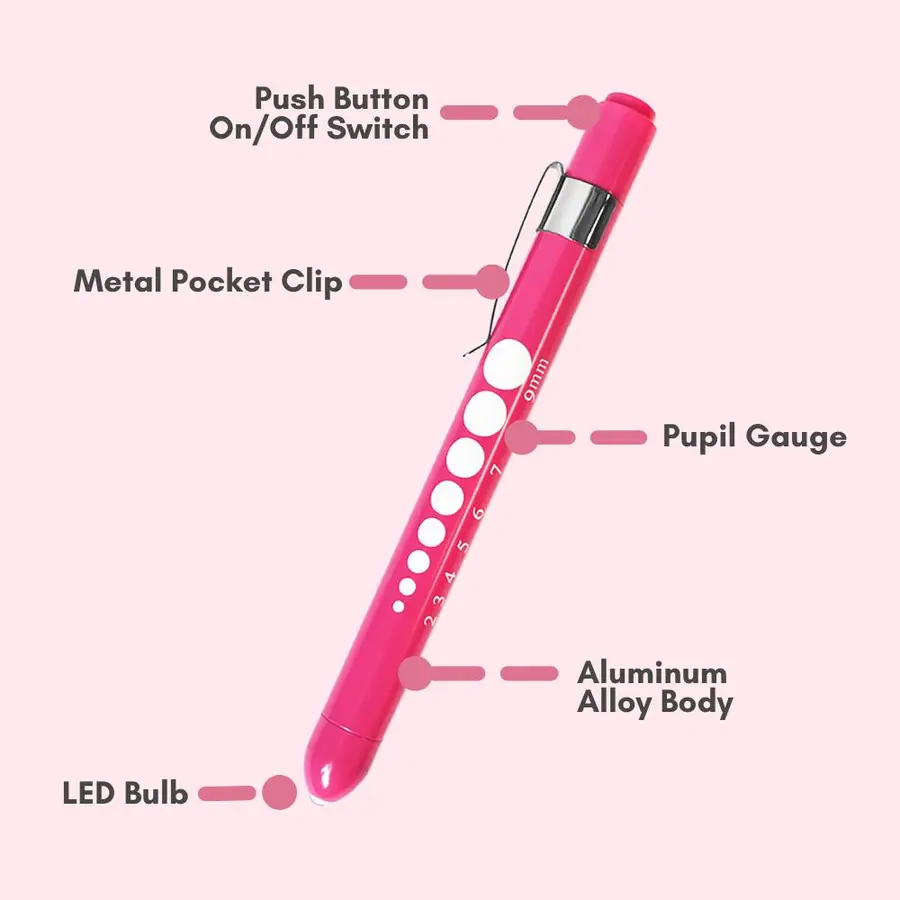 Push Button
On/Off Switch
Metal Pocket Clip
9mm
Pupil Gauge
7
6
5
4
3
2
Aluminum
Alloy Body
LED Bulb